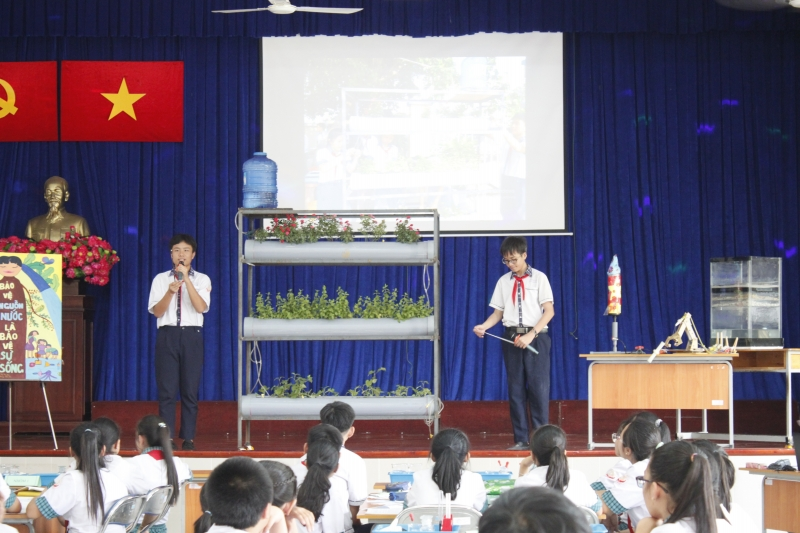 BẢO
VỆ
NGUỒN
NƯỚC
LÀ
BẢO
VỆ
SỰ
SỐNG